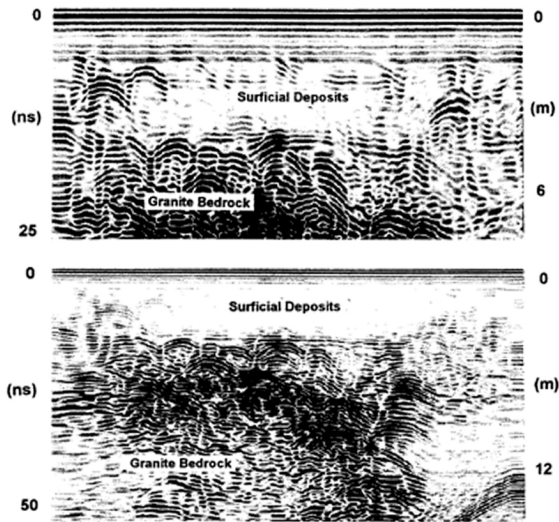 0 0
Surficial Deposits
(ns) (m)
Granite Bedrock 6
25
0 0
Surficial Deposits
(ns) (m)
Granite Bedrock 12
50